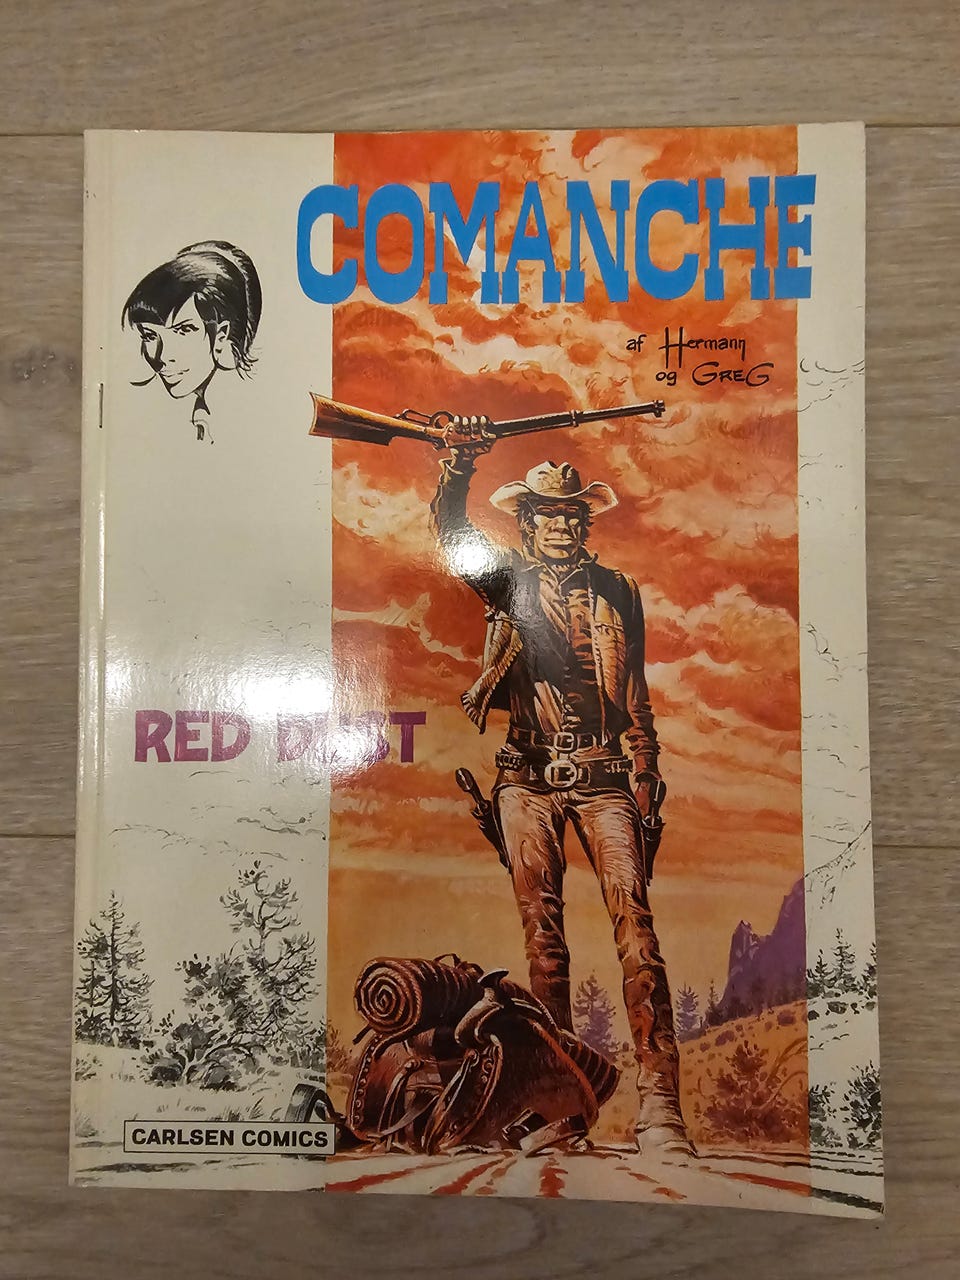 COMANCHE
af Hermann
og GREG
RED DUST
CARLSEN COMICS